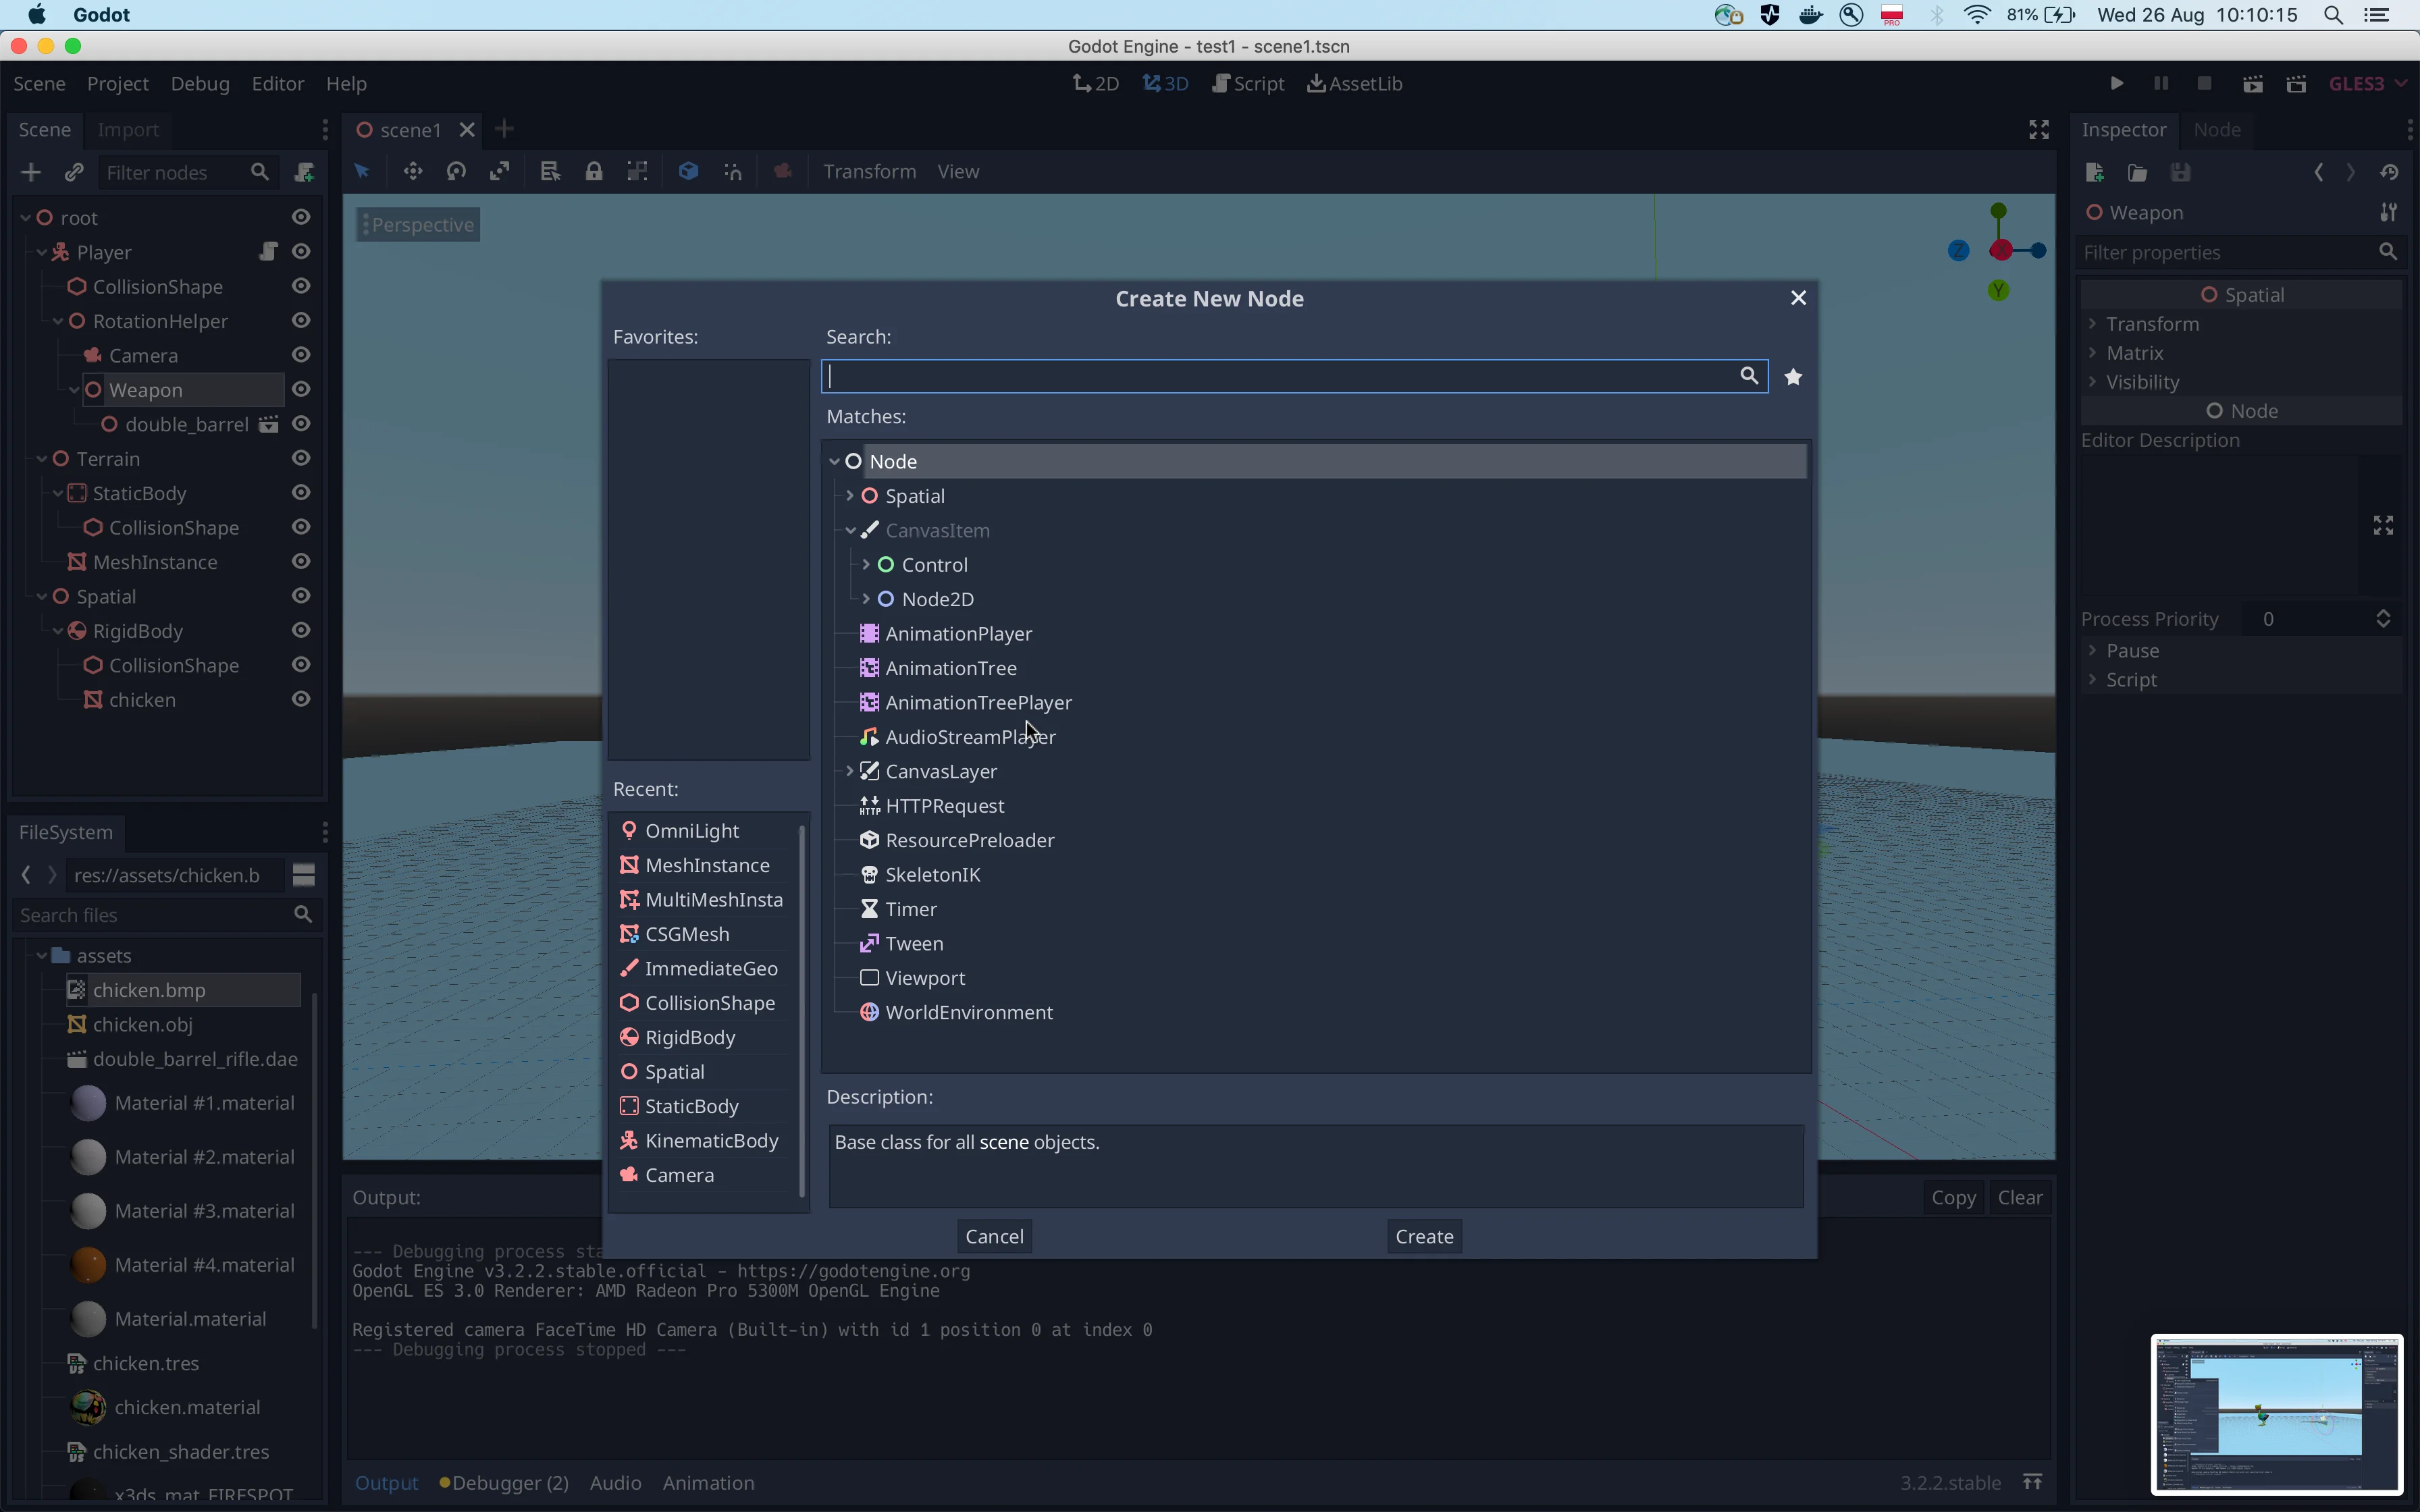 Godot
PRO
81%
Wed 26 Aug 10:10:15
Godot Engine - test1 - scene1.tscn
Scene Project Debug Editor Help
2D 3D Script AssetLib
GLES3
Scene Import
scene1
Inspector Node
Filter nodes
Transform View
root
Player
CollisionShape
RotationHelper
Camera
Weapon
double_barrel
Terrain
StaticBody
CollisionShape
MeshInstance
Spatial
RigidBody
CollisionShape
chicken
FileSystem
res://assets/chicken.b
Search files
assets
chicken.bmp
chicken.obj
double_barrel_rifle.dae
Material #1.material
Material #2.material
Material #3.material
Material #4.material
Material.material
chicken.tres
chicken.material
chicken_shader.tres
x3ds_mat_FIRESPOT
Perspective
Z
X
Y
Create New Node
Favorites:
Recent:
OmniLight
MeshInstance
MultiMeshInsta
CSGMesh
ImmediateGeo
CollisionShape
RigidBody
Spatial
StaticBody
KinematicBody
Camera
Search:
Matches:
Node
Spatial
CanvasItem
Control
Node2D
AnimationPlayer
AnimationTree
AnimationTreePlayer
AudioStreamPlayer
CanvasLayer
HTTP HTTPRequest
ResourcePreloader
SkeletonIK
Timer
Tween
Viewport
WorldEnvironment
Description:
Base class for all scene objects.
Cancel Create
Output:
Copy Clear
--- Debugging process sta
Godot Engine v3.2.2.stable.official - https://godotengine.org
OpenGL ES 3.0 Renderer: AMD Radeon Pro 5300M OpenGL Engine
Registered camera FaceTime HD Camera (Built-in) with id 1 position 0 at index 0
--- Debugging process stopped ---
Output Debugger (2) Audio Animation
3.2.2.stable
Weapon
Filter properties
Spatial
Transform
Matrix
Visibility
Node
Editor Description
Process Priority 0
Pause
Script